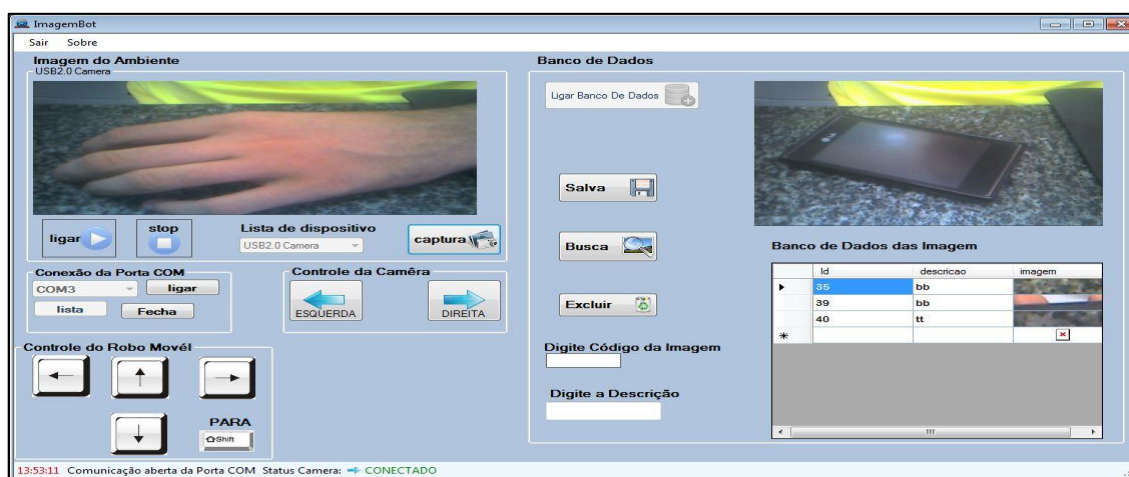 ImagemBot
Sair Sobre
Imagem do Ambiente
USB2.0 Camera
ligar
stop
Lista de dispositivo
USB2.0 Camera
captura
Conexão da Porta COM
COM3
ligar
lista
Fecha
Controle da Camêra
ESQUERDA
DIREITA
Controle do Robo Movél
PARA
Shift
Banco de Dados
Ligar Banco De Dados
Salva
Busca
Excluir
Digite Código da Imagem
Digite a Descrição
LG
Banco de Dados das Imagem
Id descricao imagem
35 bb
39 bb
40 tt
13:53:11 Comunicação aberta da Porta COM Status Camera: CONECTADO